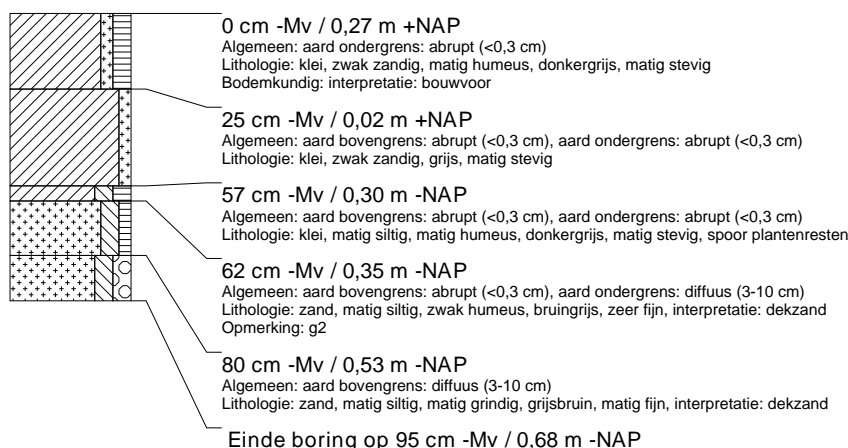 0 cm -Mv / 0,27 m +NAP
Algemeen: aard ondergrens: abrupt (<0,3 cm)
Lithologie: klei, zwak zandig, matig humeus, donkergrijs, matig stevig
Bodemkundig: interpretatie: bouwvoor
25 cm -Mv / 0,02 m +NAP
Algemeen: aard bovengrens: abrupt (<0,3 cm), aard ondergrens: abrupt (<0,3 cm)
Lithologie: klei, zwak zandig, grijs, matig stevig
57 cm -Mv / 0,30 m -NAP
Algemeen: aard bovengrens: abrupt (<0,3 cm), aard ondergrens: abrupt (<0,3 cm)
Lithologie: klei, matig siltig, matig humeus, donkergrijs, matig stevig, spoor plantenresten
62 cm -Mv / 0,35 m -NAP
Algemeen: aard bovengrens: abrupt (<0,3 cm), aard ondergrens: diffuus (3-10 cm)
Lithologie: zand, matig siltig, zwak humeus, bruingrijs, zeer fijn, interpretatie: dekzand
Opmerking: g2
80 cm -Mv / 0,53 m -NAP
Algemeen: aard bovengrens: diffuus (3-10 cm)
Lithologie: zand, matig siltig, matig grindig, grijsbruin, matig fijn, interpretatie: dekzand
Einde boring op 95 cm -Mv / 0,68 m -NAP